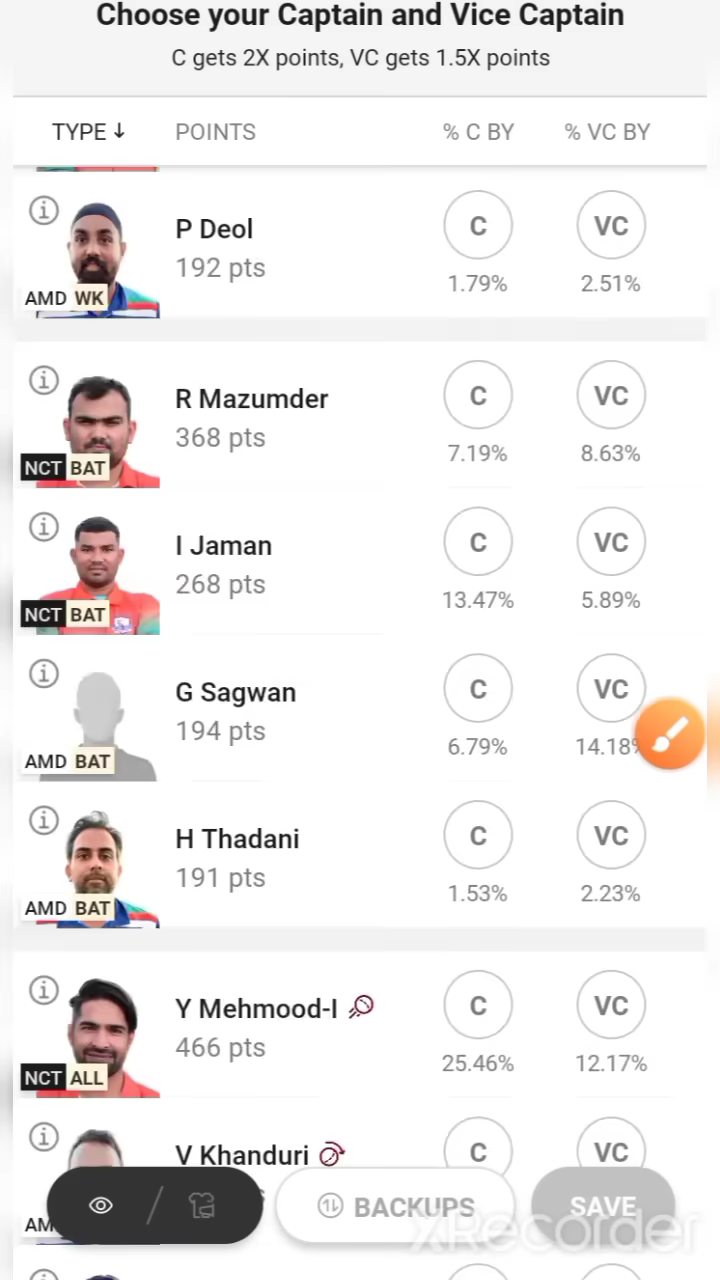 Choose your Captain and Vice Captain
C gets 2X points, VC gets 1.5X points
TYPE ↓ POINTS % C BY % VC BY
P Deol
192 pts
AMD WK
C VC
1.79% 2.51%
R Mazumder
368 pts
NCT BAT
C VC
7.19% 8.63%
I Jaman
268 pts
NCT BAT
C VC
13.47% 5.89%
G Sagwan
194 pts
AMD BAT
C VC
6.79% 14.18%
H Thadani
191 pts
AMD BAT
C VC
1.53% 2.23%
Y Mehmood-I
466 pts
NCT ALL
C VC
25.46% 12.17%
V Khanduri
C VC
BACKUPS
SAVE
XRecorder